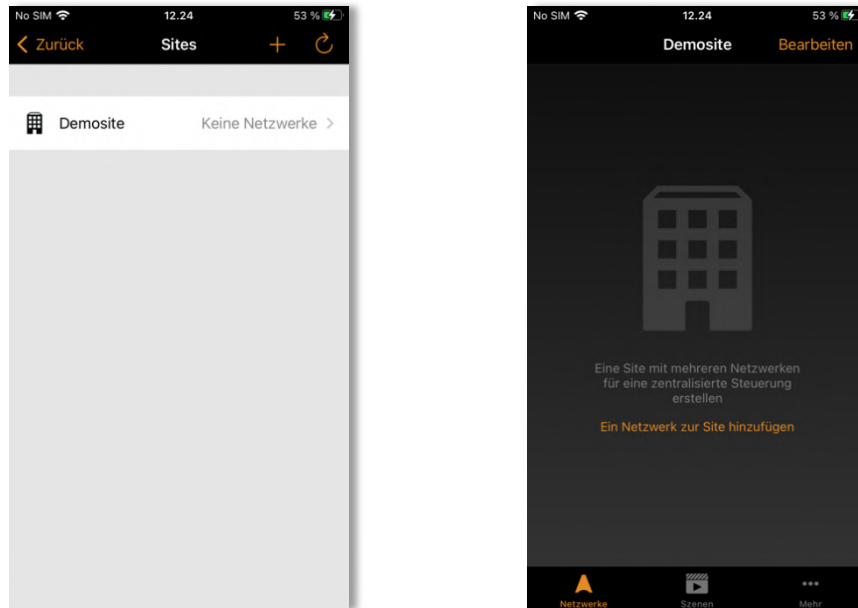 No SIM 12.24 53 %
Zurück Sites
Demosite Keine Netzwerke
No SIM 12.24 53 %
Demosite Bearbeiten
Eine Site mit mehreren Netzwerken
für eine zentralisierte Steuerung
erstellen
Ein Netzwerk zur Site hinzufügen
Netzwerke Szenen Mehr